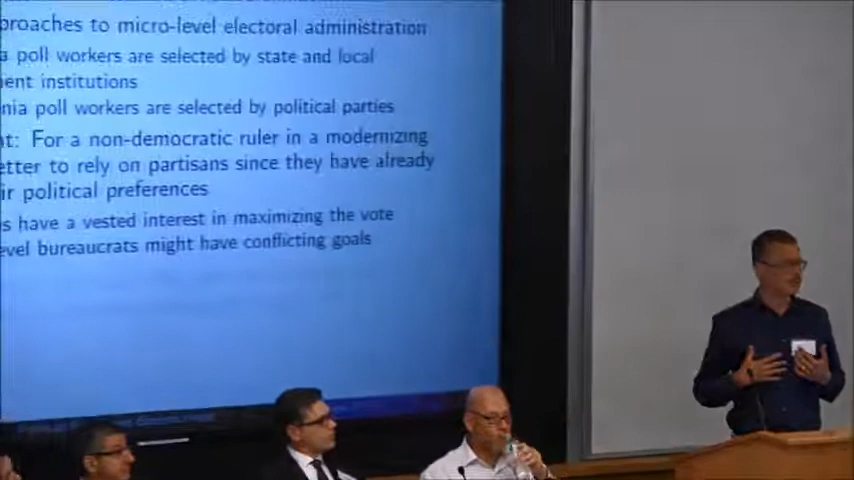 proaches to micro-level electoral administration
a poll workers are selected by state and local
ent institutions
nia poll workers are selected by political parties
t: For a non-democratic ruler in a modernizing
etter to rely on partisans since they have already
ir political preferences
s have a vested interest in maximizing the vote
evel bureaucrats might have conflicting goals